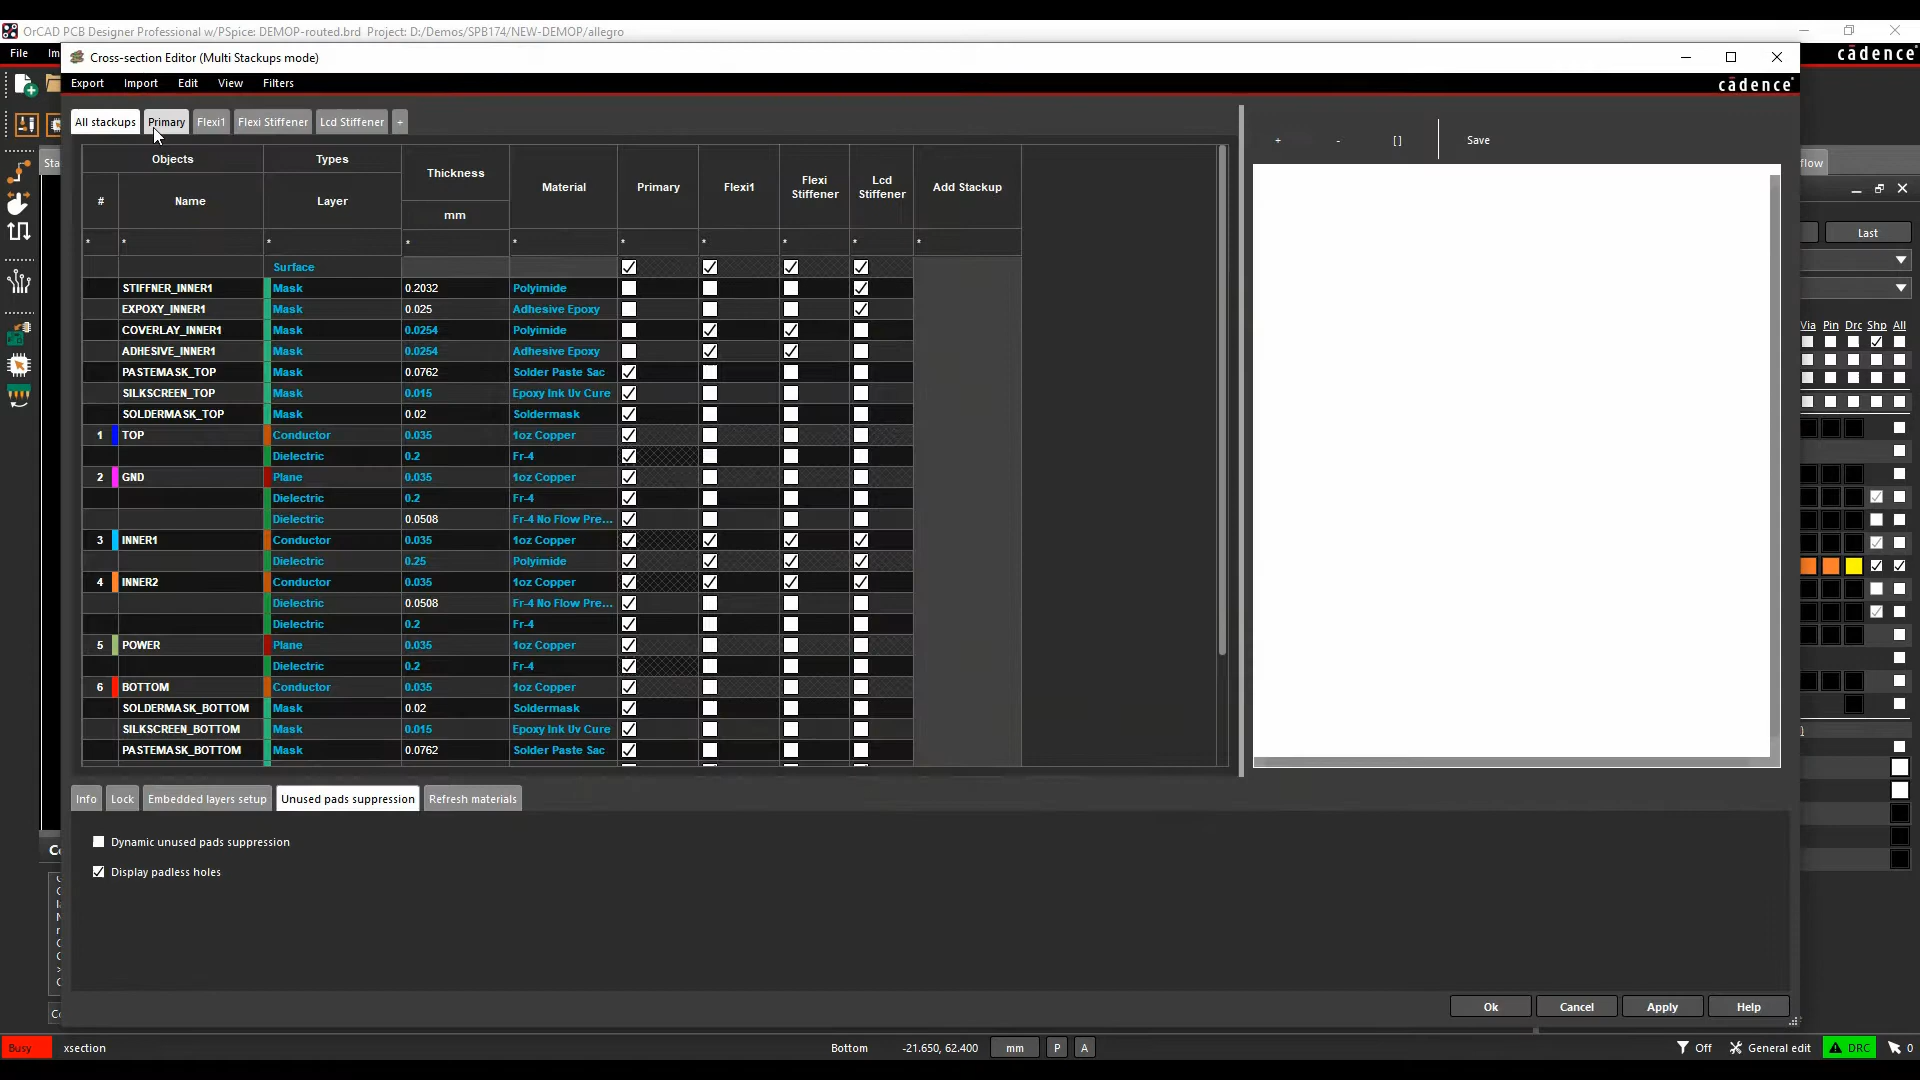 OrCAD PCB Designer Professional w/PSpice: DEMOP-routed.brd Project: D:/Demos/SPB174/NEW-DEMOP/allegro
File
cādence
Cross-section Editor (Multi Stackups mode)
Export Import Edit View Filters
cādence
All stackups Primary Flexi1 Flexi Stiffener Lcd Stiffener +
+ - [ ] Save
Objects Types Thickness Material Primary Flexi1 Flexi Stiffener Lcd Stiffener Add Stackup
# Name Layer mm
* * * * * * * * * *
Surface
STIFFNER_INNER1 Mask 0.2032 Polyimide
EXPOXY_INNER1 Mask 0.025 Adhesive Epoxy
COVERLAY_INNER1 Mask 0.0254 Polyimide
ADHESIVE_INNER1 Mask 0.0254 Adhesive Epoxy
PASTEMASK_TOP Mask 0.0762 Solder Paste Sac
SILKSCREEN_TOP Mask 0.015 Epoxy Ink Uv Cure
SOLDERMASK_TOP Mask 0.02 Soldermask
1 TOP Conductor 0.035 1oz Copper
Dielectric 0.2 Fr-4
2 GND Plane 0.035 1oz Copper
Dielectric 0.2 Fr-4
Dielectric 0.0508 Fr-4 No Flow Pre...
3 INNER1 Conductor 0.035 1oz Copper
Dielectric 0.25 Polyimide
4 INNER2 Conductor 0.035 1oz Copper
Dielectric 0.0508 Fr-4 No Flow Pre...
Dielectric 0.2 Fr-4
5 POWER Plane 0.035 1oz Copper
Dielectric 0.2 Fr-4
6 BOTTOM Conductor 0.035 1oz Copper
SOLDERMASK_BOTTOM Mask 0.02 Soldermask
SILKSCREEN_BOTTOM Mask 0.015 Epoxy Ink Uv Cure
PASTEMASK_BOTTOM Mask 0.0762 Solder Paste Sac
Last
Via Pin Drc Shp All
Info Lock Embedded layers setup Unused pads suppression Refresh materials
Dynamic unused pads suppression
Display padless holes
Ok Cancel Apply Help
Busy xsection Bottom -21.650, 62.400 mm P A Off General edit DRC 0